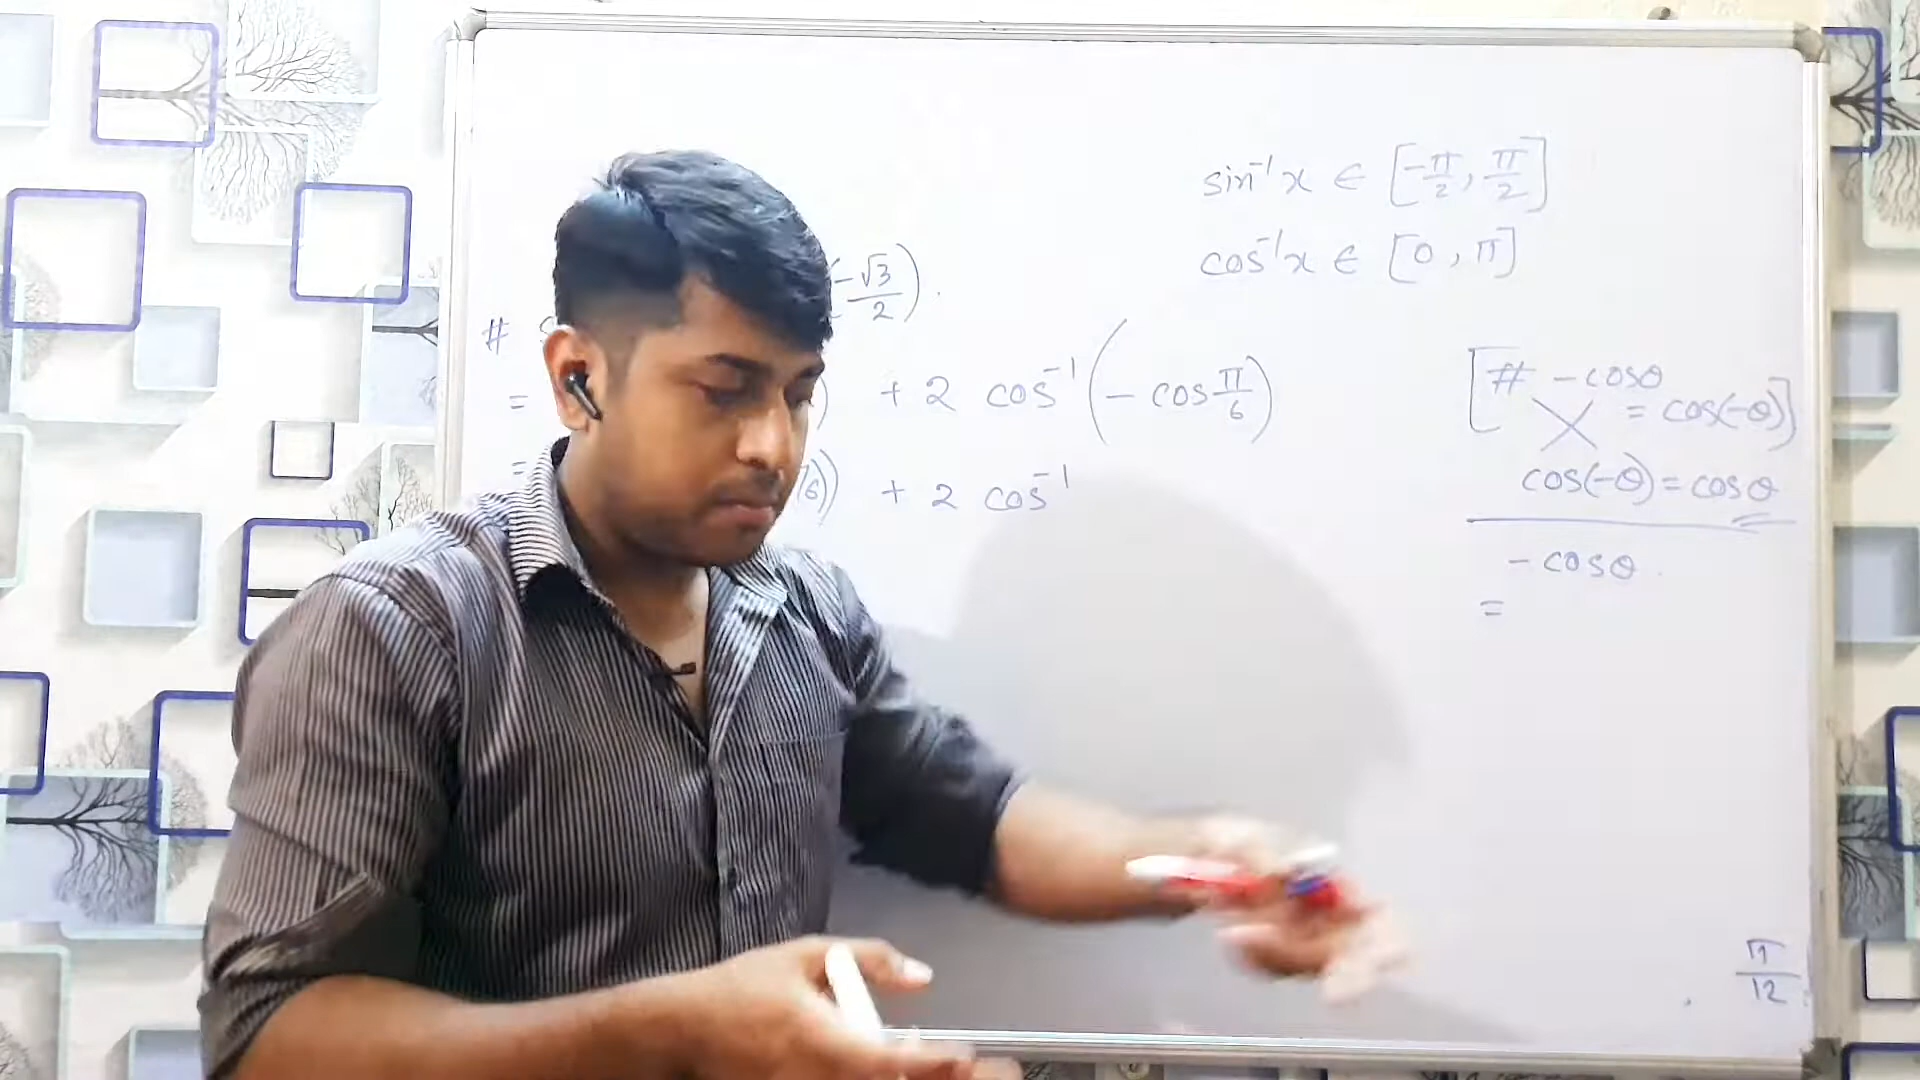 sin⁻¹x ∈ [-π/2, π/2]
cos⁻¹x ∈ [0, π]
#
-√3/2).
= ) + 2 cos⁻¹(- cos π/6)
= /6)) + 2 cos⁻¹
[# -cosθ
= cos(-θ)]
cos(-θ) = cosθ
- cosθ.
=
π/12